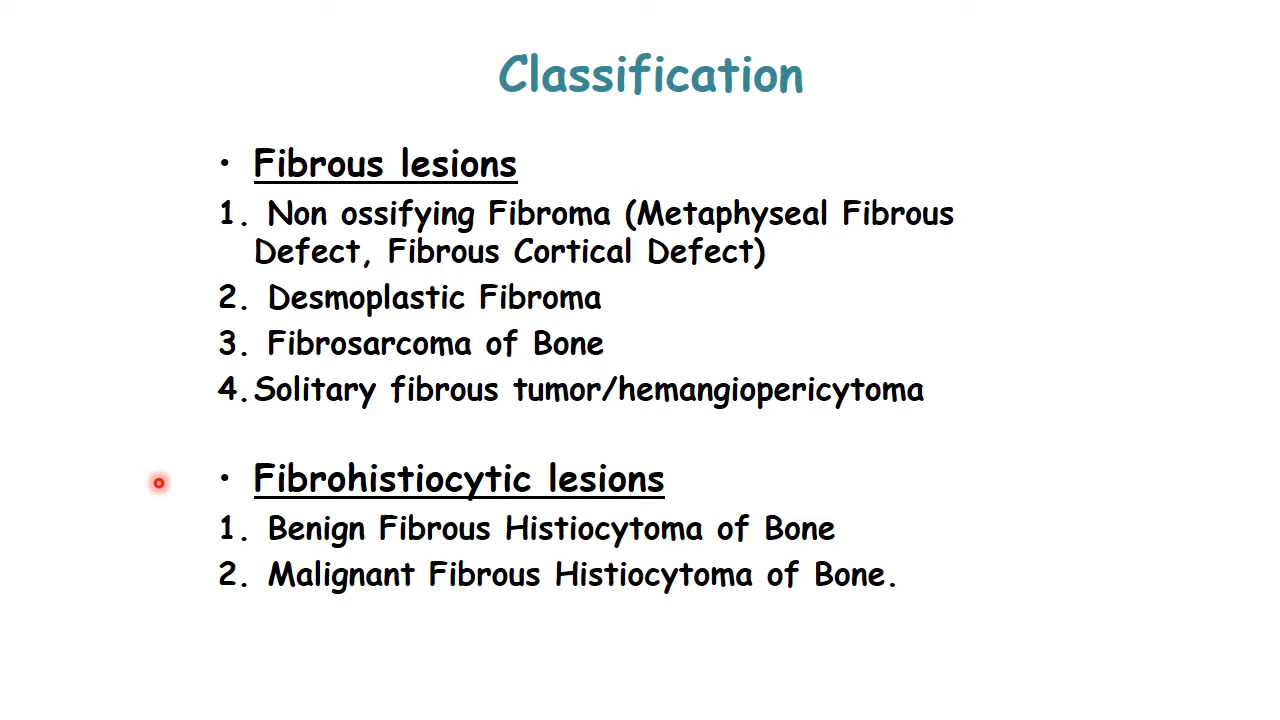 Classification
• Fibrous lesions
1. Non ossifying Fibroma (Metaphyseal Fibrous
Defect, Fibrous Cortical Defect)
2. Desmoplastic Fibroma
3. Fibrosarcoma of Bone
4. Solitary fibrous tumor/hemangiopericytoma
• Fibrohistiocytic lesions
1. Benign Fibrous Histiocytoma of Bone
2. Malignant Fibrous Histiocytoma of Bone.